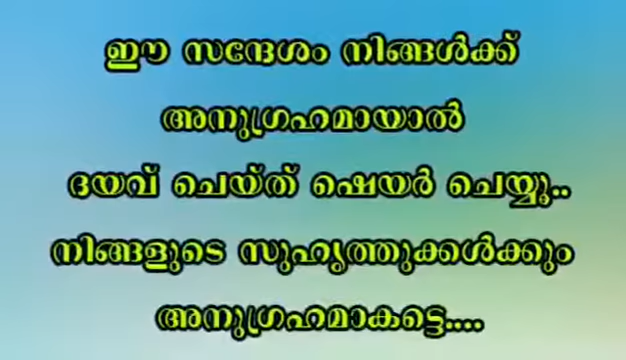 ഈ സന്ദേശം നിങ്ങൾക്ക്
അനുഗ്രഹമായാൽ
ദയവ് ചെയ്ത് ഷെയർ ചെയ്യൂ..
നിങ്ങളുടെ സുഹൃത്തുക്കൾക്കും
അനുഗ്രഹമാകട്ടെ....